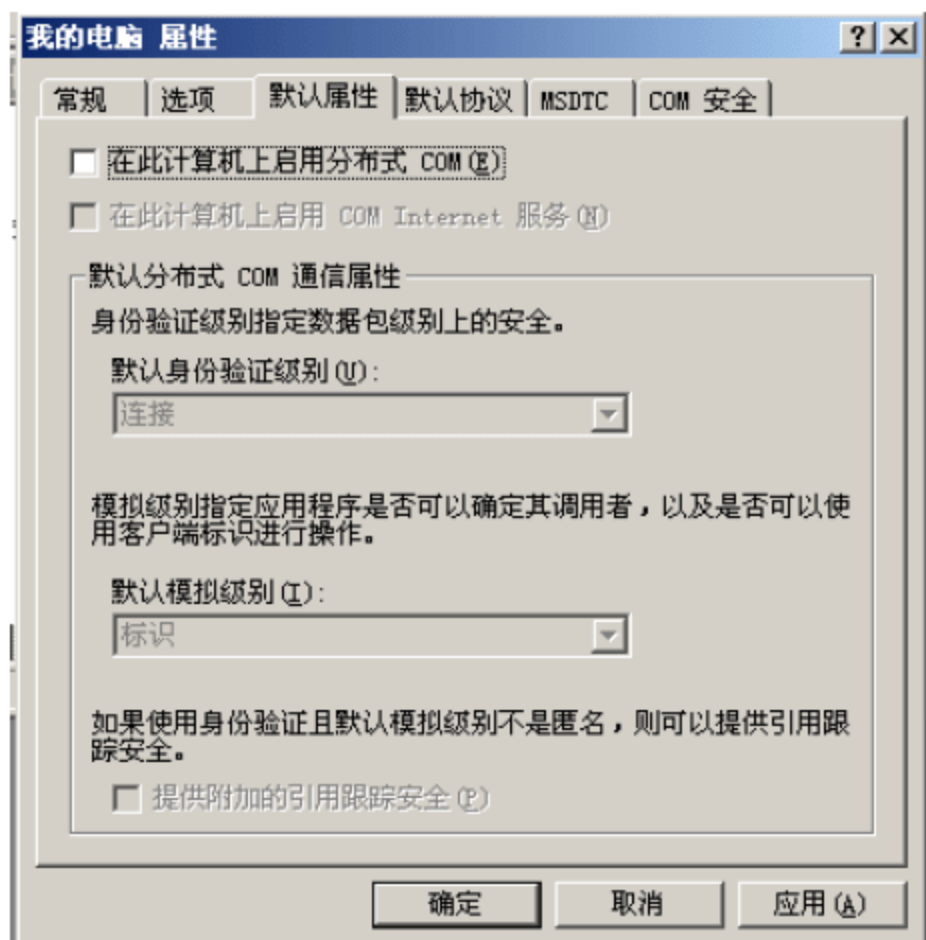 我的电脑 属性
常规 选项 默认属性 默认协议 MSDTC COM 安全
在此计算机上启用分布式 COM(E)
在此计算机上启用 COM Internet 服务(N)
默认分布式 COM 通信属性
身份验证级别指定数据包级别上的安全。
默认身份验证级别(U):
连接
模拟级别指定应用程序是否可以确定其调用者，以及是否可以使
用客户端标识进行操作。
默认模拟级别(I):
标识
如果使用身份验证且默认模拟级别不是匿名，则可以提供引用跟
踪安全。
提供附加的引用跟踪安全(P)
确定 取消 应用(A)